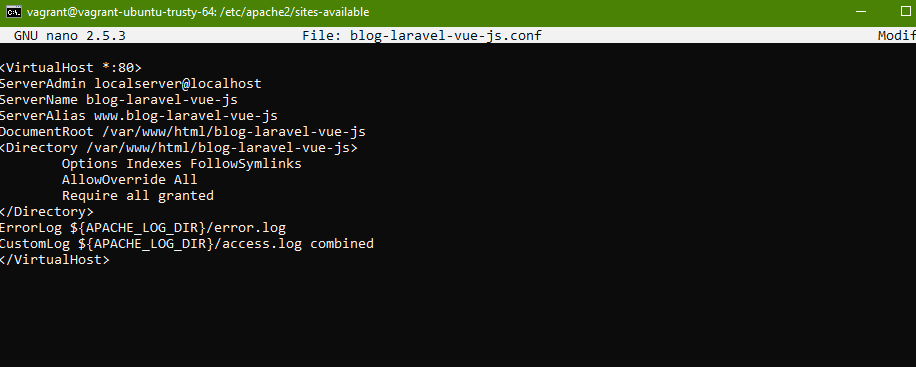 vagrant@vagrant-ubuntu-trusty-64: /etc/apache2/sites-available
GNU nano 2.5.3 File: blog-laravel-vue-js.conf Modif
<VirtualHost *:80>
ServerAdmin localserver@localhost
ServerName blog-laravel-vue-js
ServerAlias www.blog-laravel-vue-js
DocumentRoot /var/www/html/blog-laravel-vue-js
<Directory /var/www/html/blog-laravel-vue-js>
Options Indexes FollowSymlinks
AllowOverride All
Require all granted
</Directory>
ErrorLog ${APACHE_LOG_DIR}/error.log
CustomLog ${APACHE_LOG_DIR}/access.log combined
</VirtualHost>